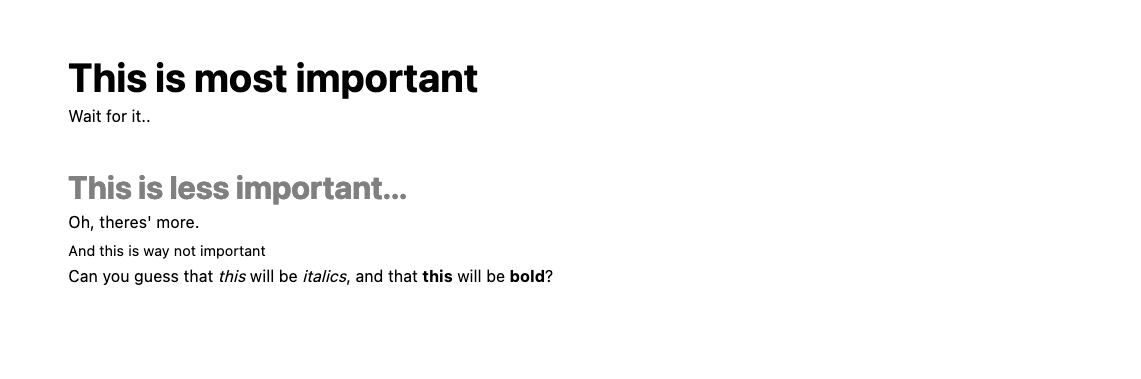 This is most important
Wait for it..
This is less important...
Oh, theres' more.
And this is way not important
Can you guess that this will be italics, and that this will be bold?